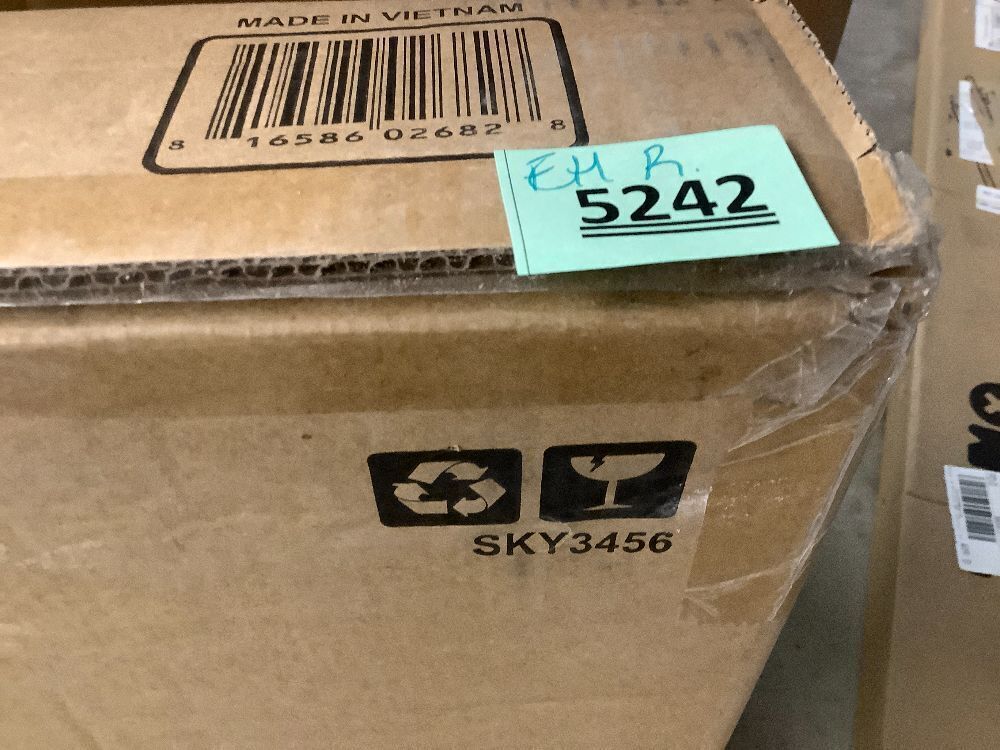 MADE IN VIETNAM
8 16586 02682 8
EH R.
5242
SKY3456